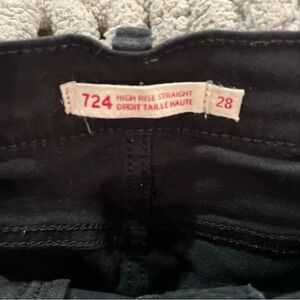 724 HIGH RISE STRAIGHT 28
DROIT TAILLE HAUTE